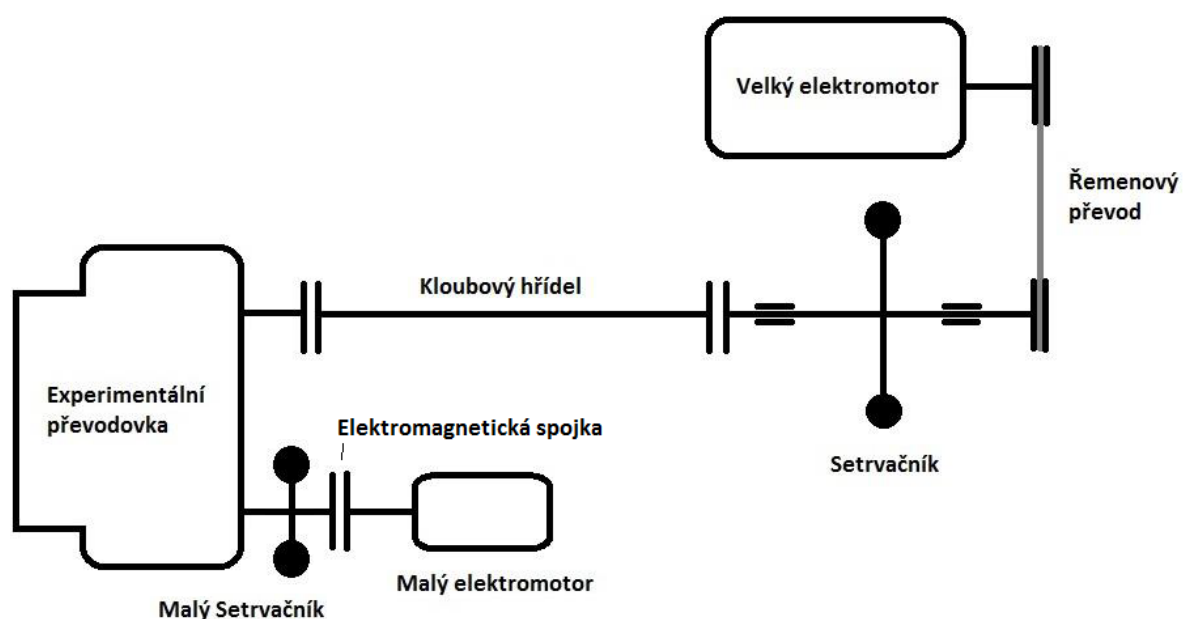 Velký elektromotor
Řemenový
převod
Kloubový hřídel
Experimentální
převodovka
Elektromagnetická spojka
Setrvačník
Malý elektromotor
Malý Setrvačník